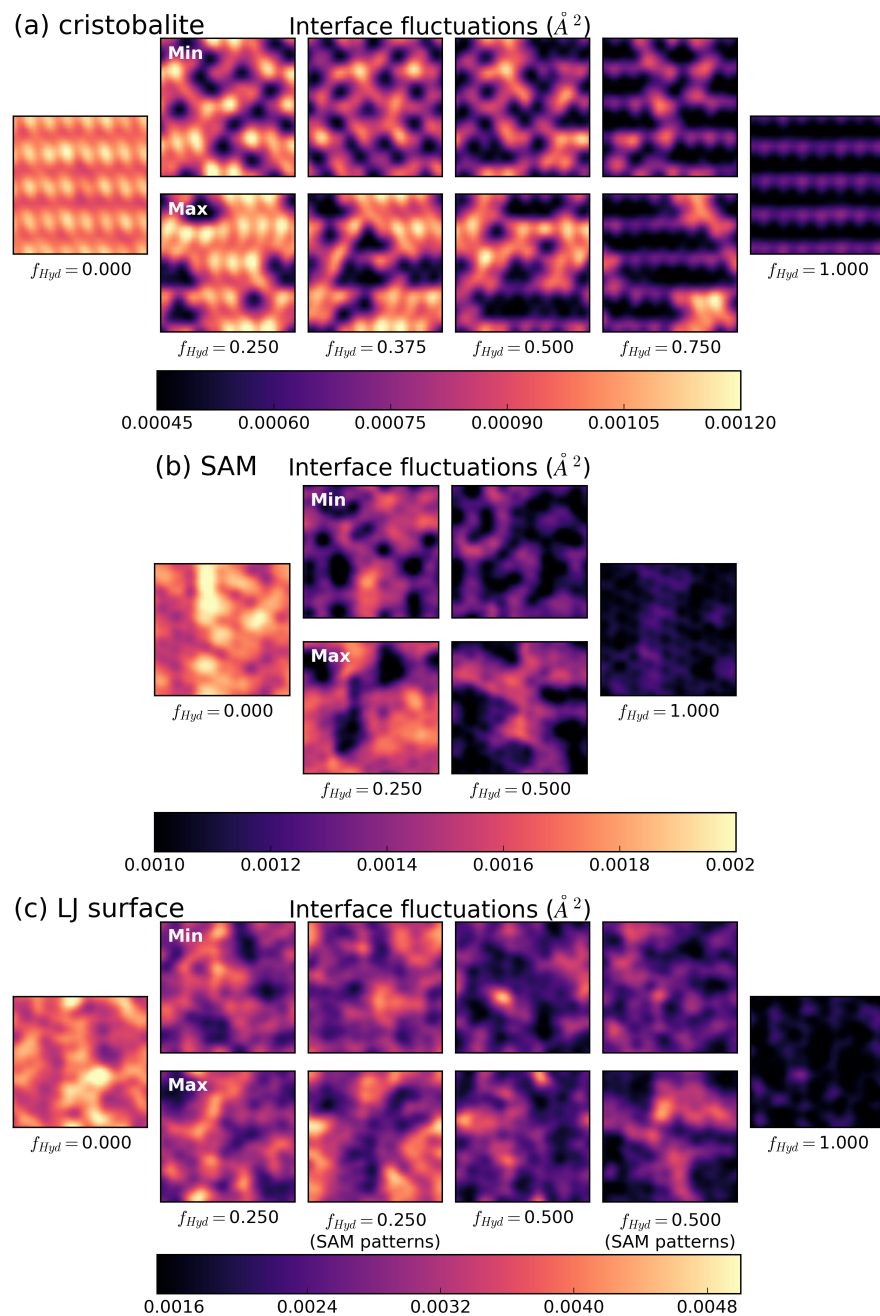 (a) cristobalite
Interface fluctuations (Å ²)
Min
Max
f_Hyd = 0.000
f_Hyd = 1.000
f_Hyd = 0.250
f_Hyd = 0.375
f_Hyd = 0.500
f_Hyd = 0.750
0.00045 0.00060 0.00075 0.00090 0.00105 0.00120
(b) SAM
Interface fluctuations (Å ²)
Min
Max
f_Hyd = 0.000
f_Hyd = 1.000
f_Hyd = 0.250
f_Hyd = 0.500
0.0010 0.0012 0.0014 0.0016 0.0018 0.002
(c) LJ surface
Interface fluctuations (Å ²)
Min
Max
f_Hyd = 0.000
f_Hyd = 1.000
f_Hyd = 0.250
f_Hyd = 0.250
(SAM patterns)
f_Hyd = 0.500
f_Hyd = 0.500
(SAM patterns)
0.0016 0.0024 0.0032 0.0040 0.0048